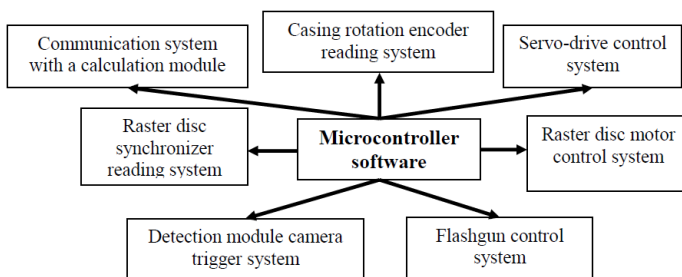 Communication system
with a calculation module
Casing rotation encoder
reading system
Servo-drive control
system
Raster disc
synchronizer
reading system
Microcontroller
software
Raster disc motor
control system
Detection module camera
trigger system
Flashgun control
system